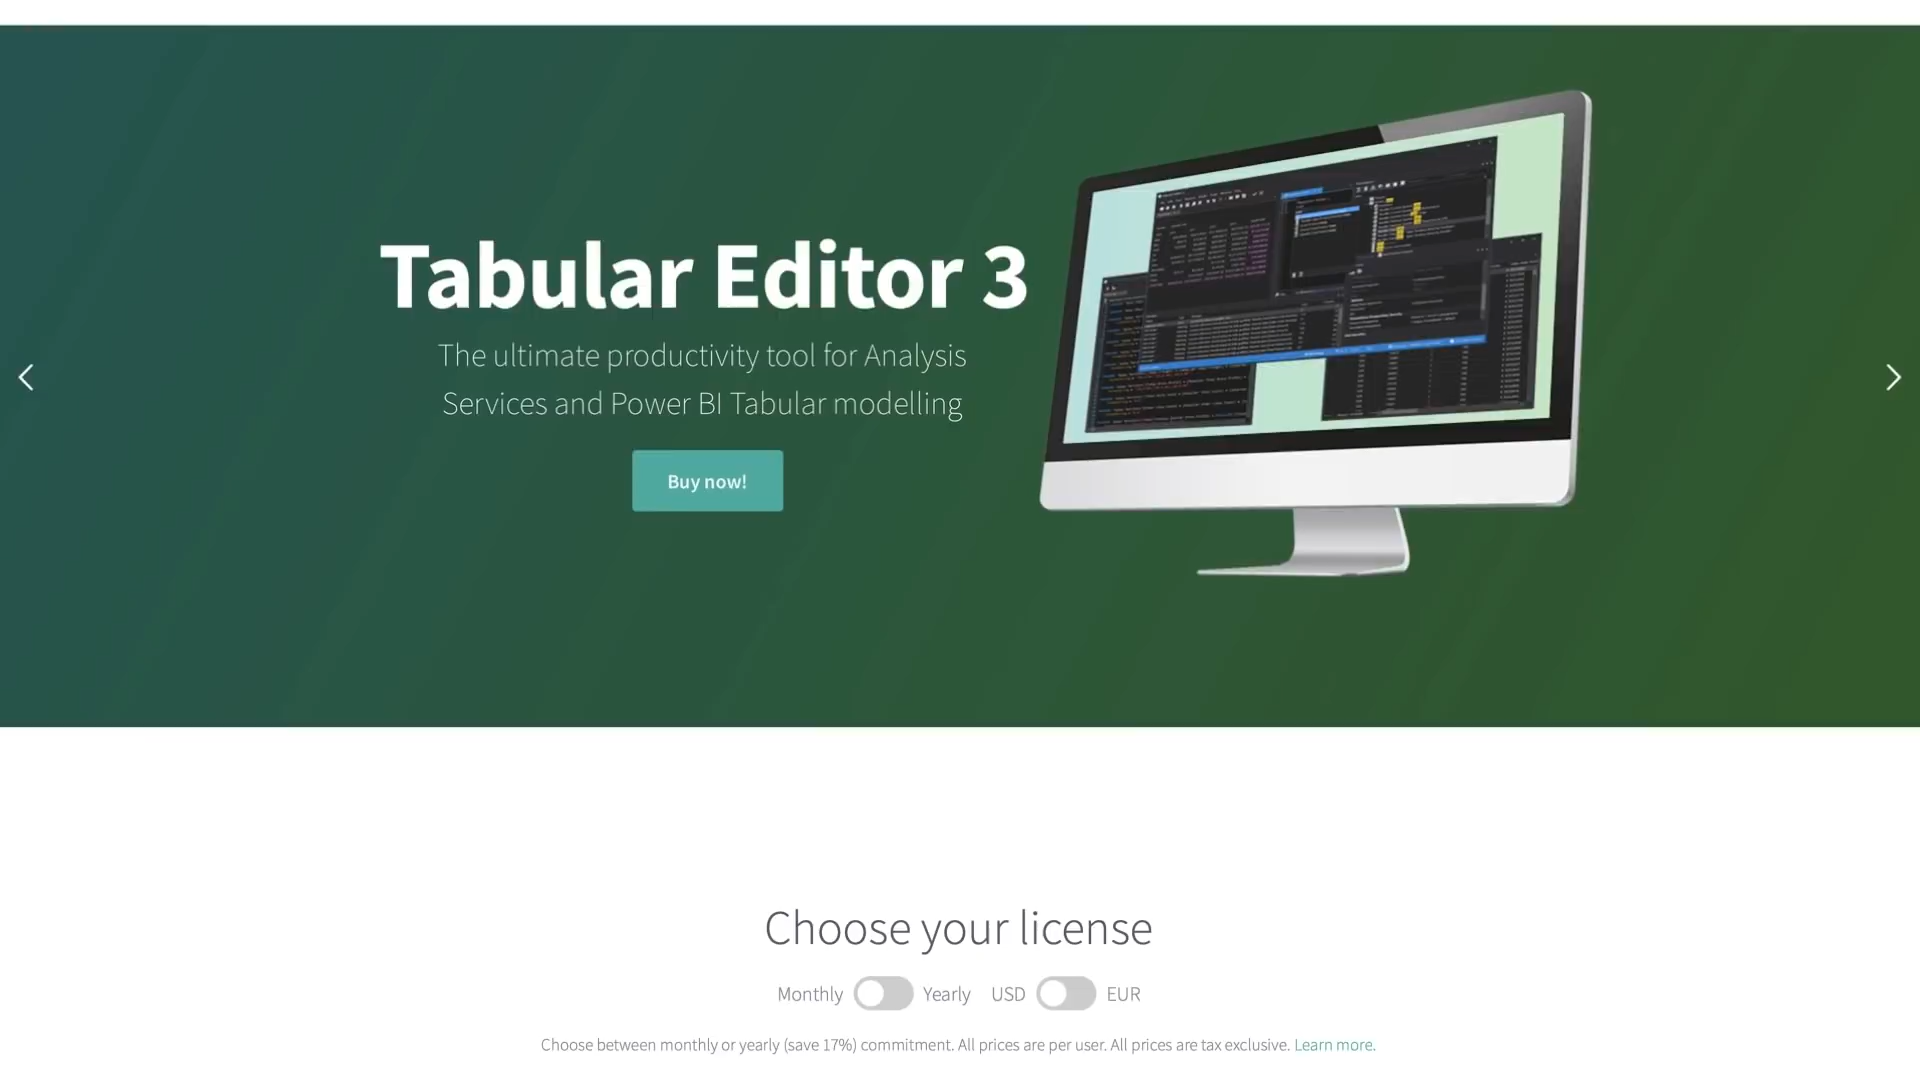 Tabular Editor 3
The ultimate productivity tool for Analysis
Services and Power BI Tabular modelling
Buy now!
Choose your license
Monthly Yearly USD EUR
Choose between monthly or yearly (save 17%) commitment. All prices are per user. All prices are tax exclusive. Learn more.